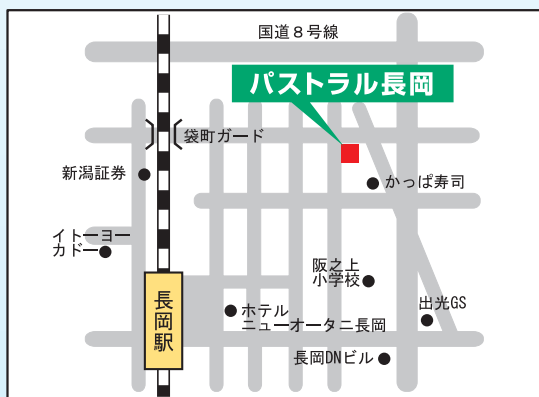 国道８号線
パストラル長岡
袋町ガード
新潟証券
かっぱ寿司
イトーヨー
カドー
阪之上
小学校
長岡駅
ホテル
ニューオータニ長岡
出光GS
長岡DNビル